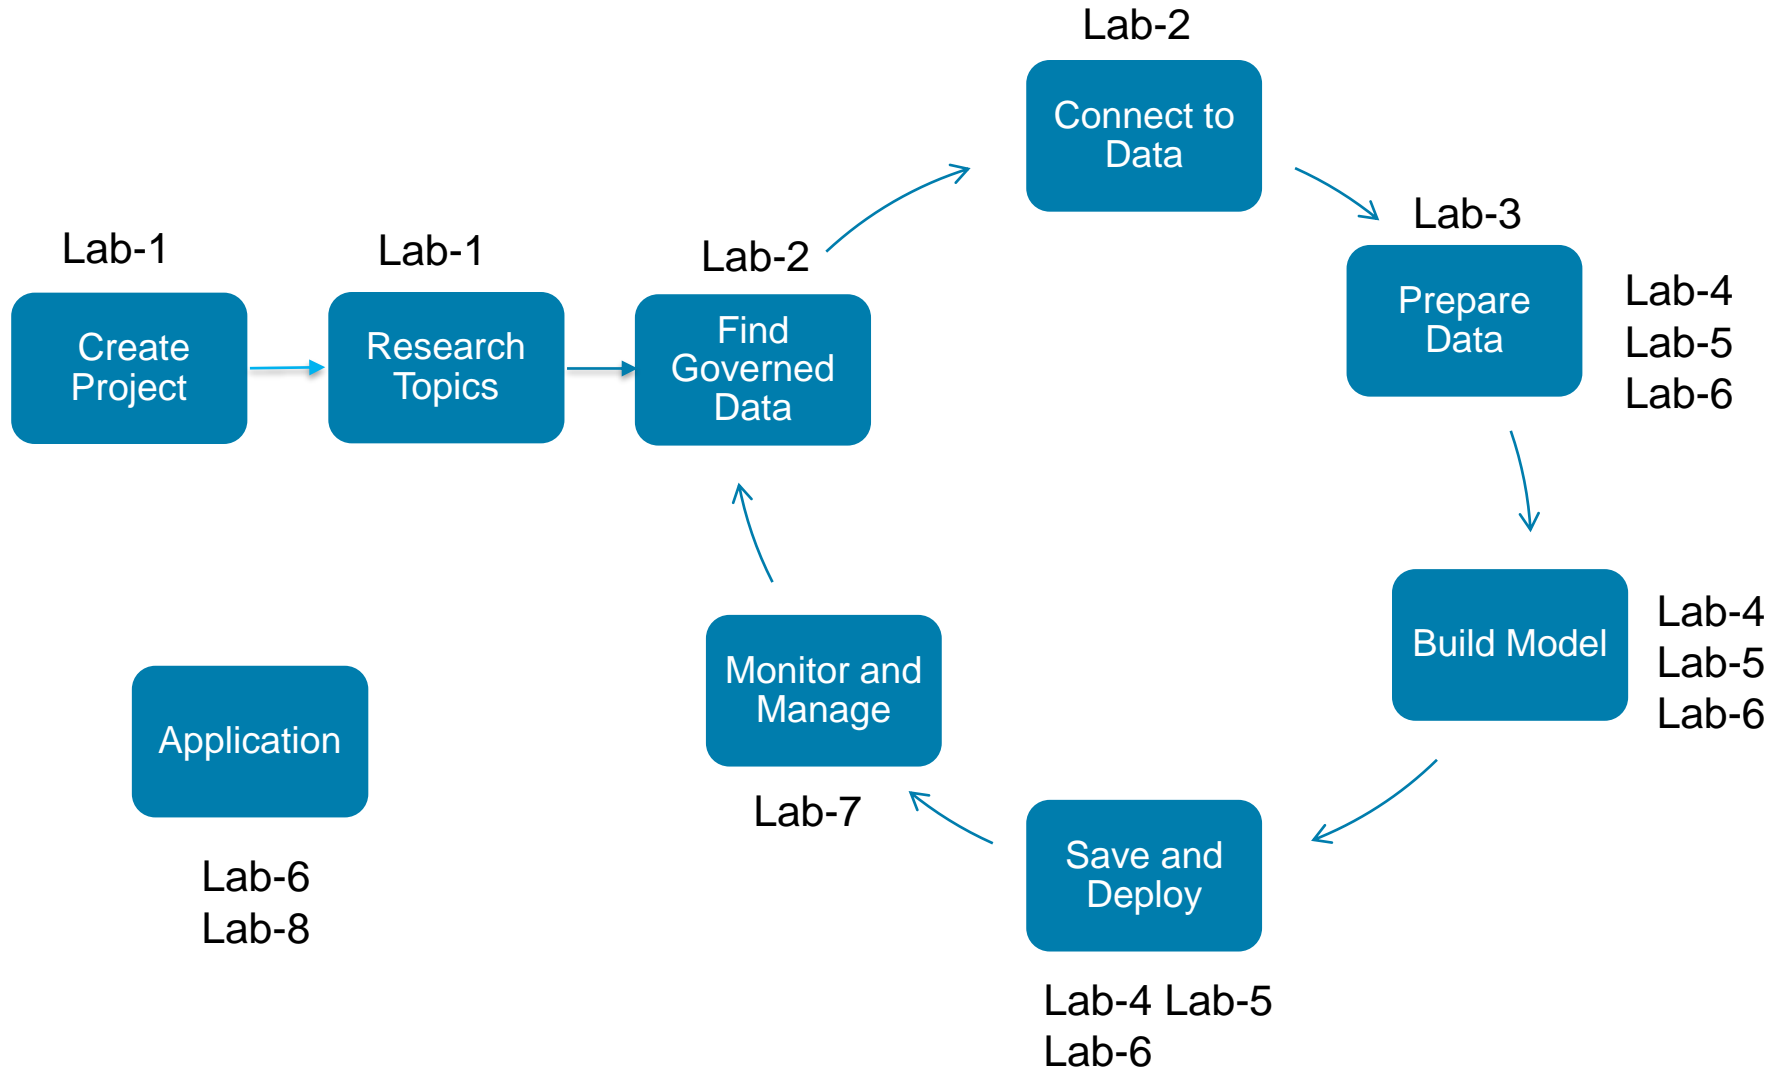 Lab-1
Create
Project
Lab-1
Research
Topics
Lab-2
Find
Governed
Data
Lab-2
Connect to
Data
Lab-3
Prepare
Data
Lab-4
Lab-5
Lab-6
Build Model
Lab-4
Lab-5
Lab-6
Save and
Deploy
Lab-4 Lab-5
Lab-6
Monitor and
Manage
Lab-7
Application
Lab-6
Lab-8